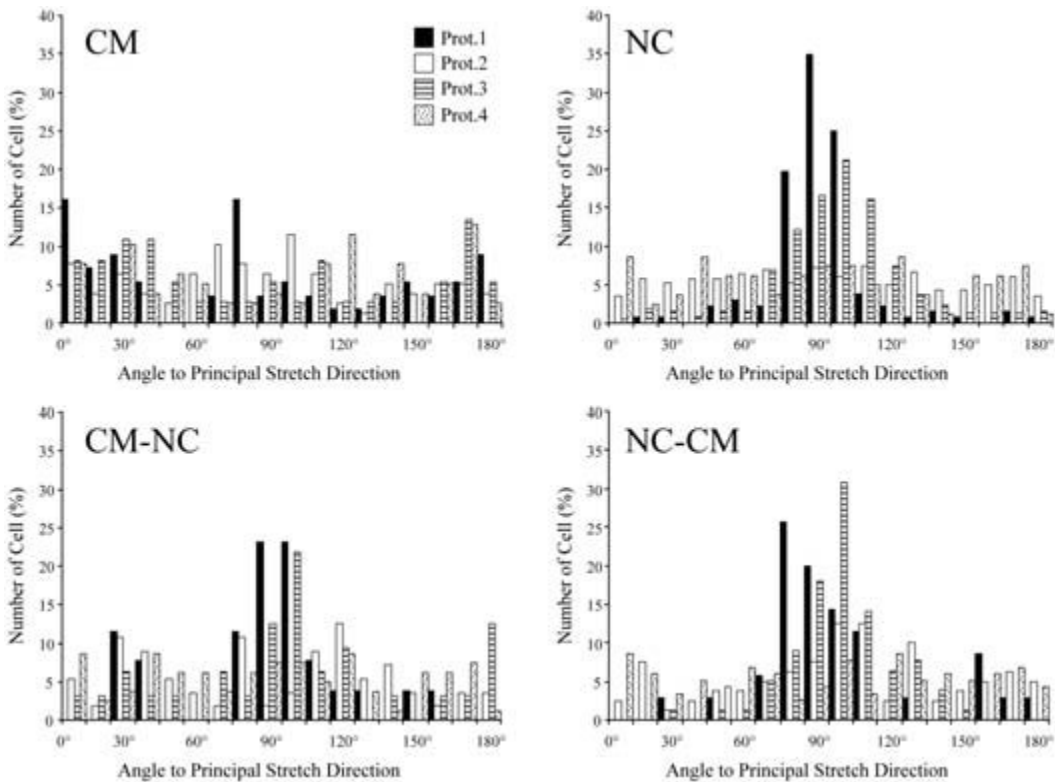 CM
Prot.1
Prot.2
Prot.3
Prot.4
Number of Cell (%)
40
35
30
25
20
15
10
5
0
0° 30° 60° 90° 120° 150° 180°
Angle to Principal Stretch Direction
NC
Number of Cell (%)
40
35
30
25
20
15
10
5
0
0° 30° 60° 90° 120° 150° 180°
Angle to Principal Stretch Direction
CM-NC
Number of Cell (%)
40
35
30
25
20
15
10
5
0
0° 30° 60° 90° 120° 150° 180°
Angle to Principal Stretch Direction
NC-CM
Number of Cell (%)
40
35
30
25
20
15
10
5
0
0° 30° 60° 90° 120° 150° 180°
Angle to Principal Stretch Direction